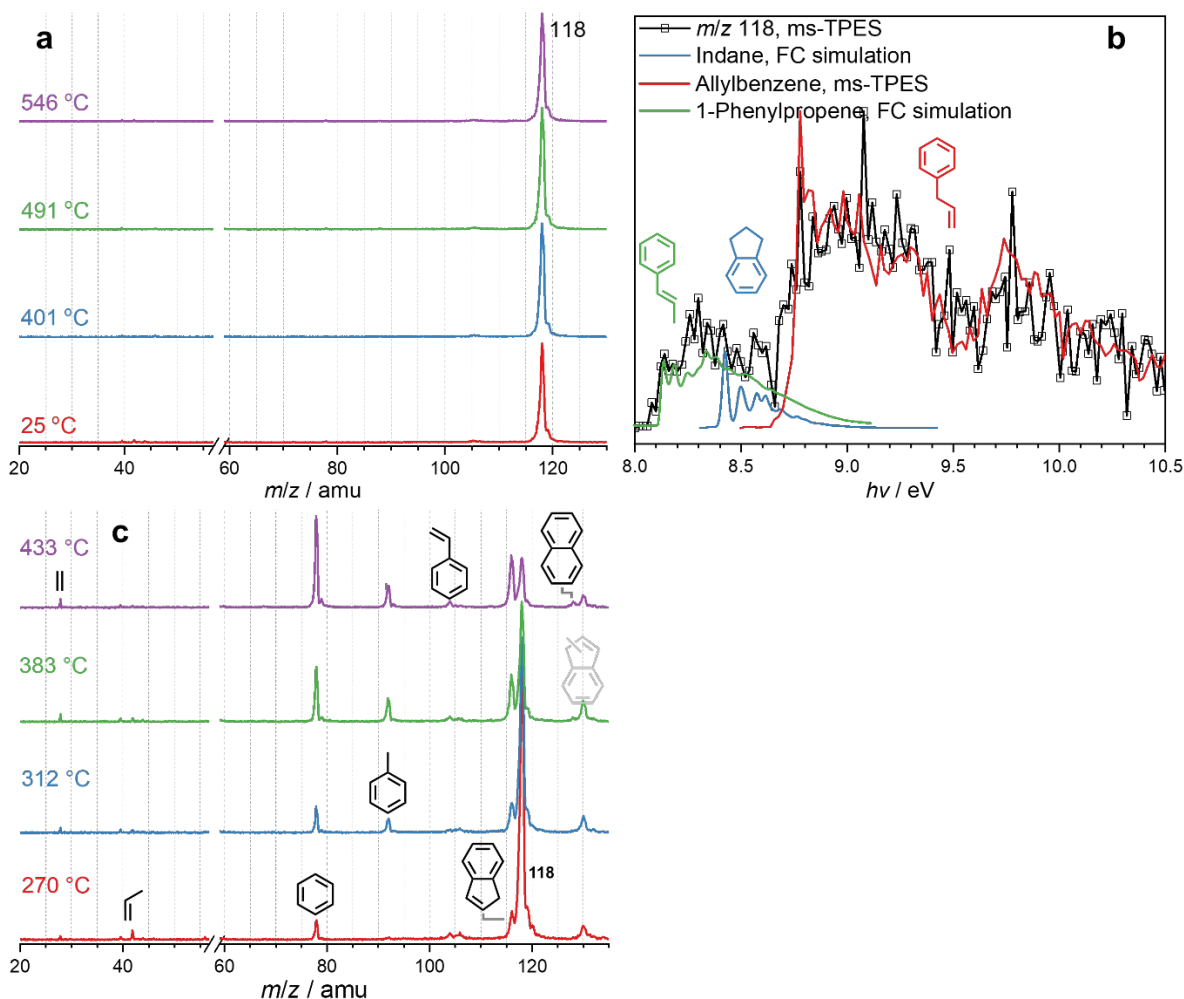 a
118
546 °C
491 °C
401 °C
25 °C
20 40 60 80 100 120
m/z / amu
b
m/z 118, ms-TPES
Indane, FC simulation
Allylbenzene, ms-TPES
1-Phenylpropene, FC simulation
8.0 8.5 9.0 9.5 10.0 10.5
hv / eV
c
433 °C
383 °C
312 °C
270 °C
118
20 40 60 80 100 120
m/z / amu